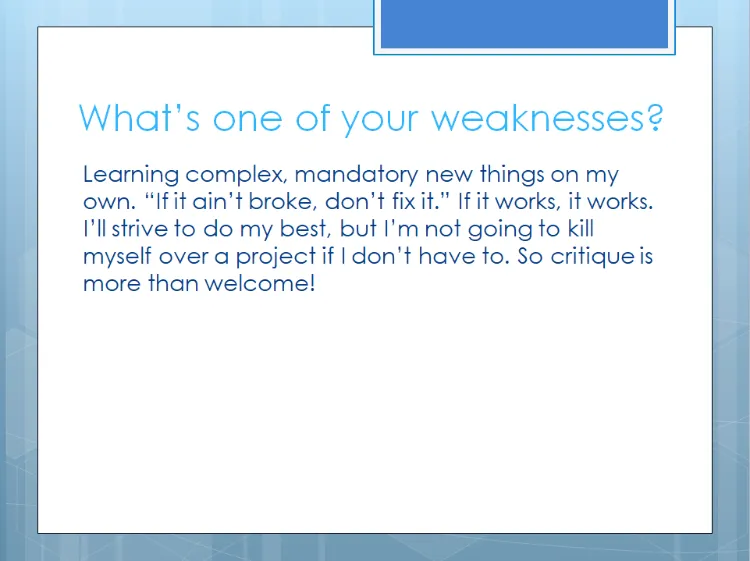 What’s one of your weaknesses?
Learning complex, mandatory new things on my
own. “If it ain’t broke, don’t fix it.” If it works, it works.
I’ll strive to do my best, but I’m not going to kill
myself over a project if I don’t have to. So critique is
more than welcome!